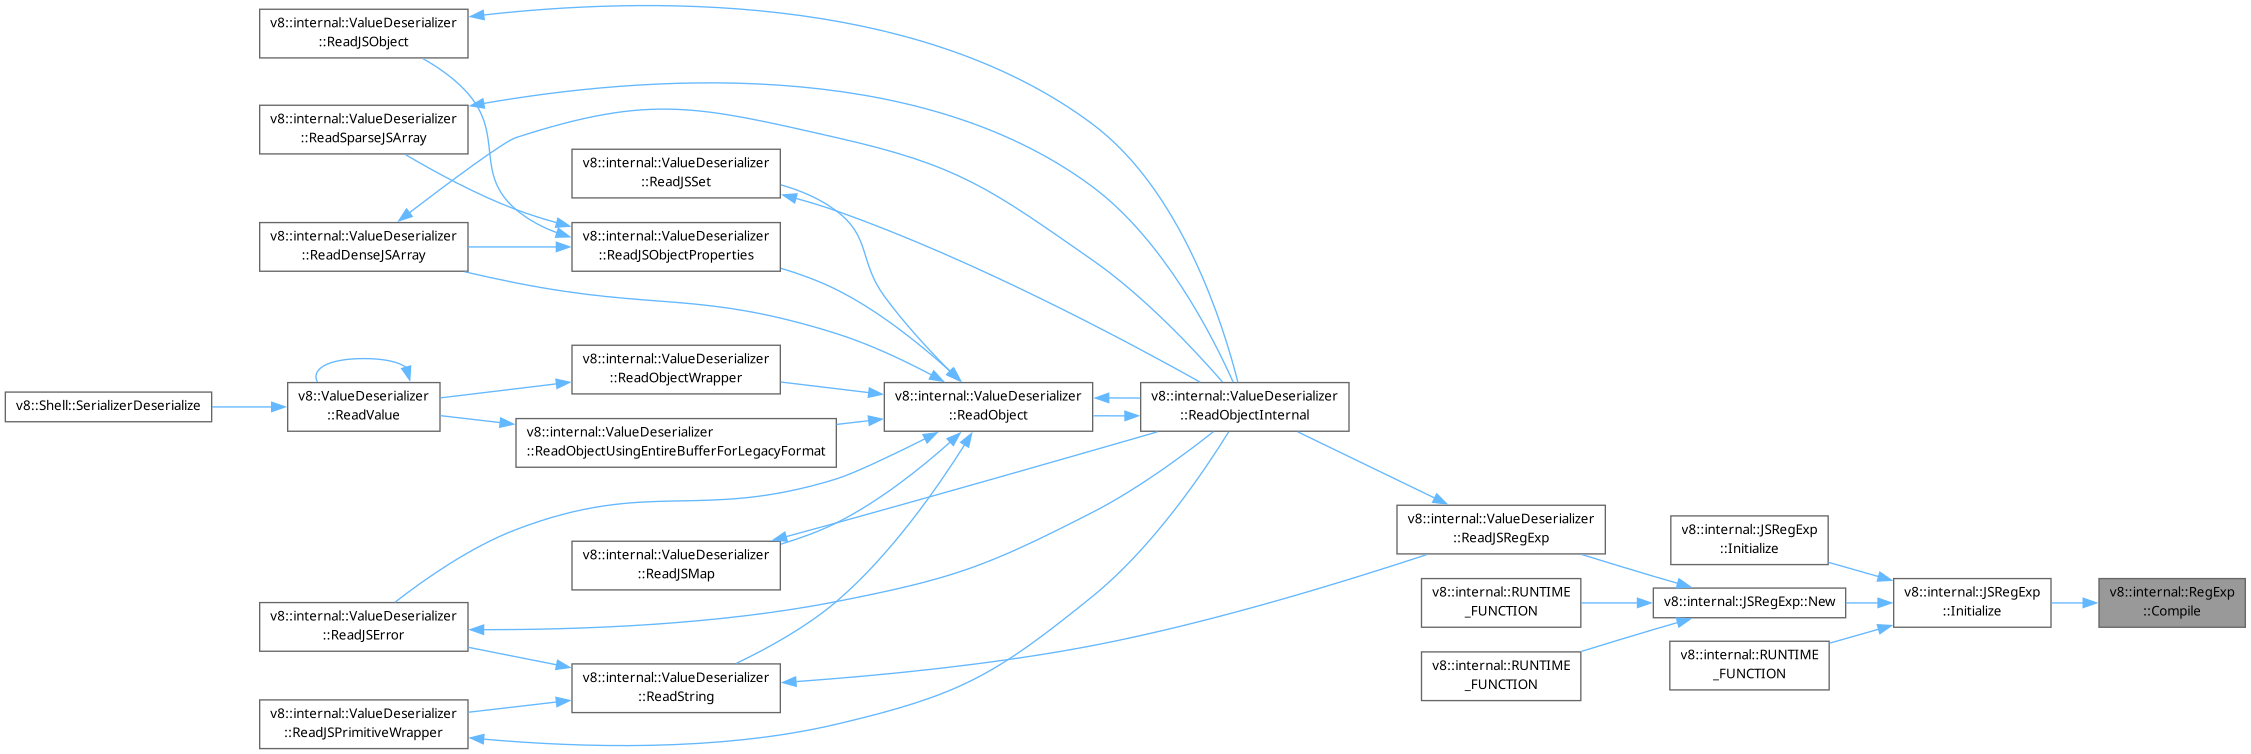 v8::internal::ValueDeserializer
::ReadJSObject
v8::internal::ValueDeserializer
::ReadSparseJSArray
v8::internal::ValueDeserializer
::ReadJSSet
v8::internal::ValueDeserializer
::ReadDenseJSArray
v8::internal::ValueDeserializer
::ReadJSObjectProperties
v8::internal::ValueDeserializer
::ReadObjectWrapper
v8::Shell::SerializerDeserialize
v8::ValueDeserializer
::ReadValue
v8::internal::ValueDeserializer
::ReadObject
v8::internal::ValueDeserializer
::ReadObjectInternal
v8::internal::ValueDeserializer
::ReadObjectUsingEntireBufferForLegacyFormat
v8::internal::ValueDeserializer
::ReadJSRegExp
v8::internal::JSRegExp
::Initialize
v8::internal::ValueDeserializer
::ReadJSMap
v8::internal::RUNTIME
_FUNCTION
v8::internal::JSRegExp::New
v8::internal::JSRegExp
::Initialize
v8::internal::RegExp
::Compile
v8::internal::ValueDeserializer
::ReadJSError
v8::internal::RUNTIME
_FUNCTION
v8::internal::RUNTIME
_FUNCTION
v8::internal::ValueDeserializer
::ReadString
v8::internal::ValueDeserializer
::ReadJSPrimitiveWrapper